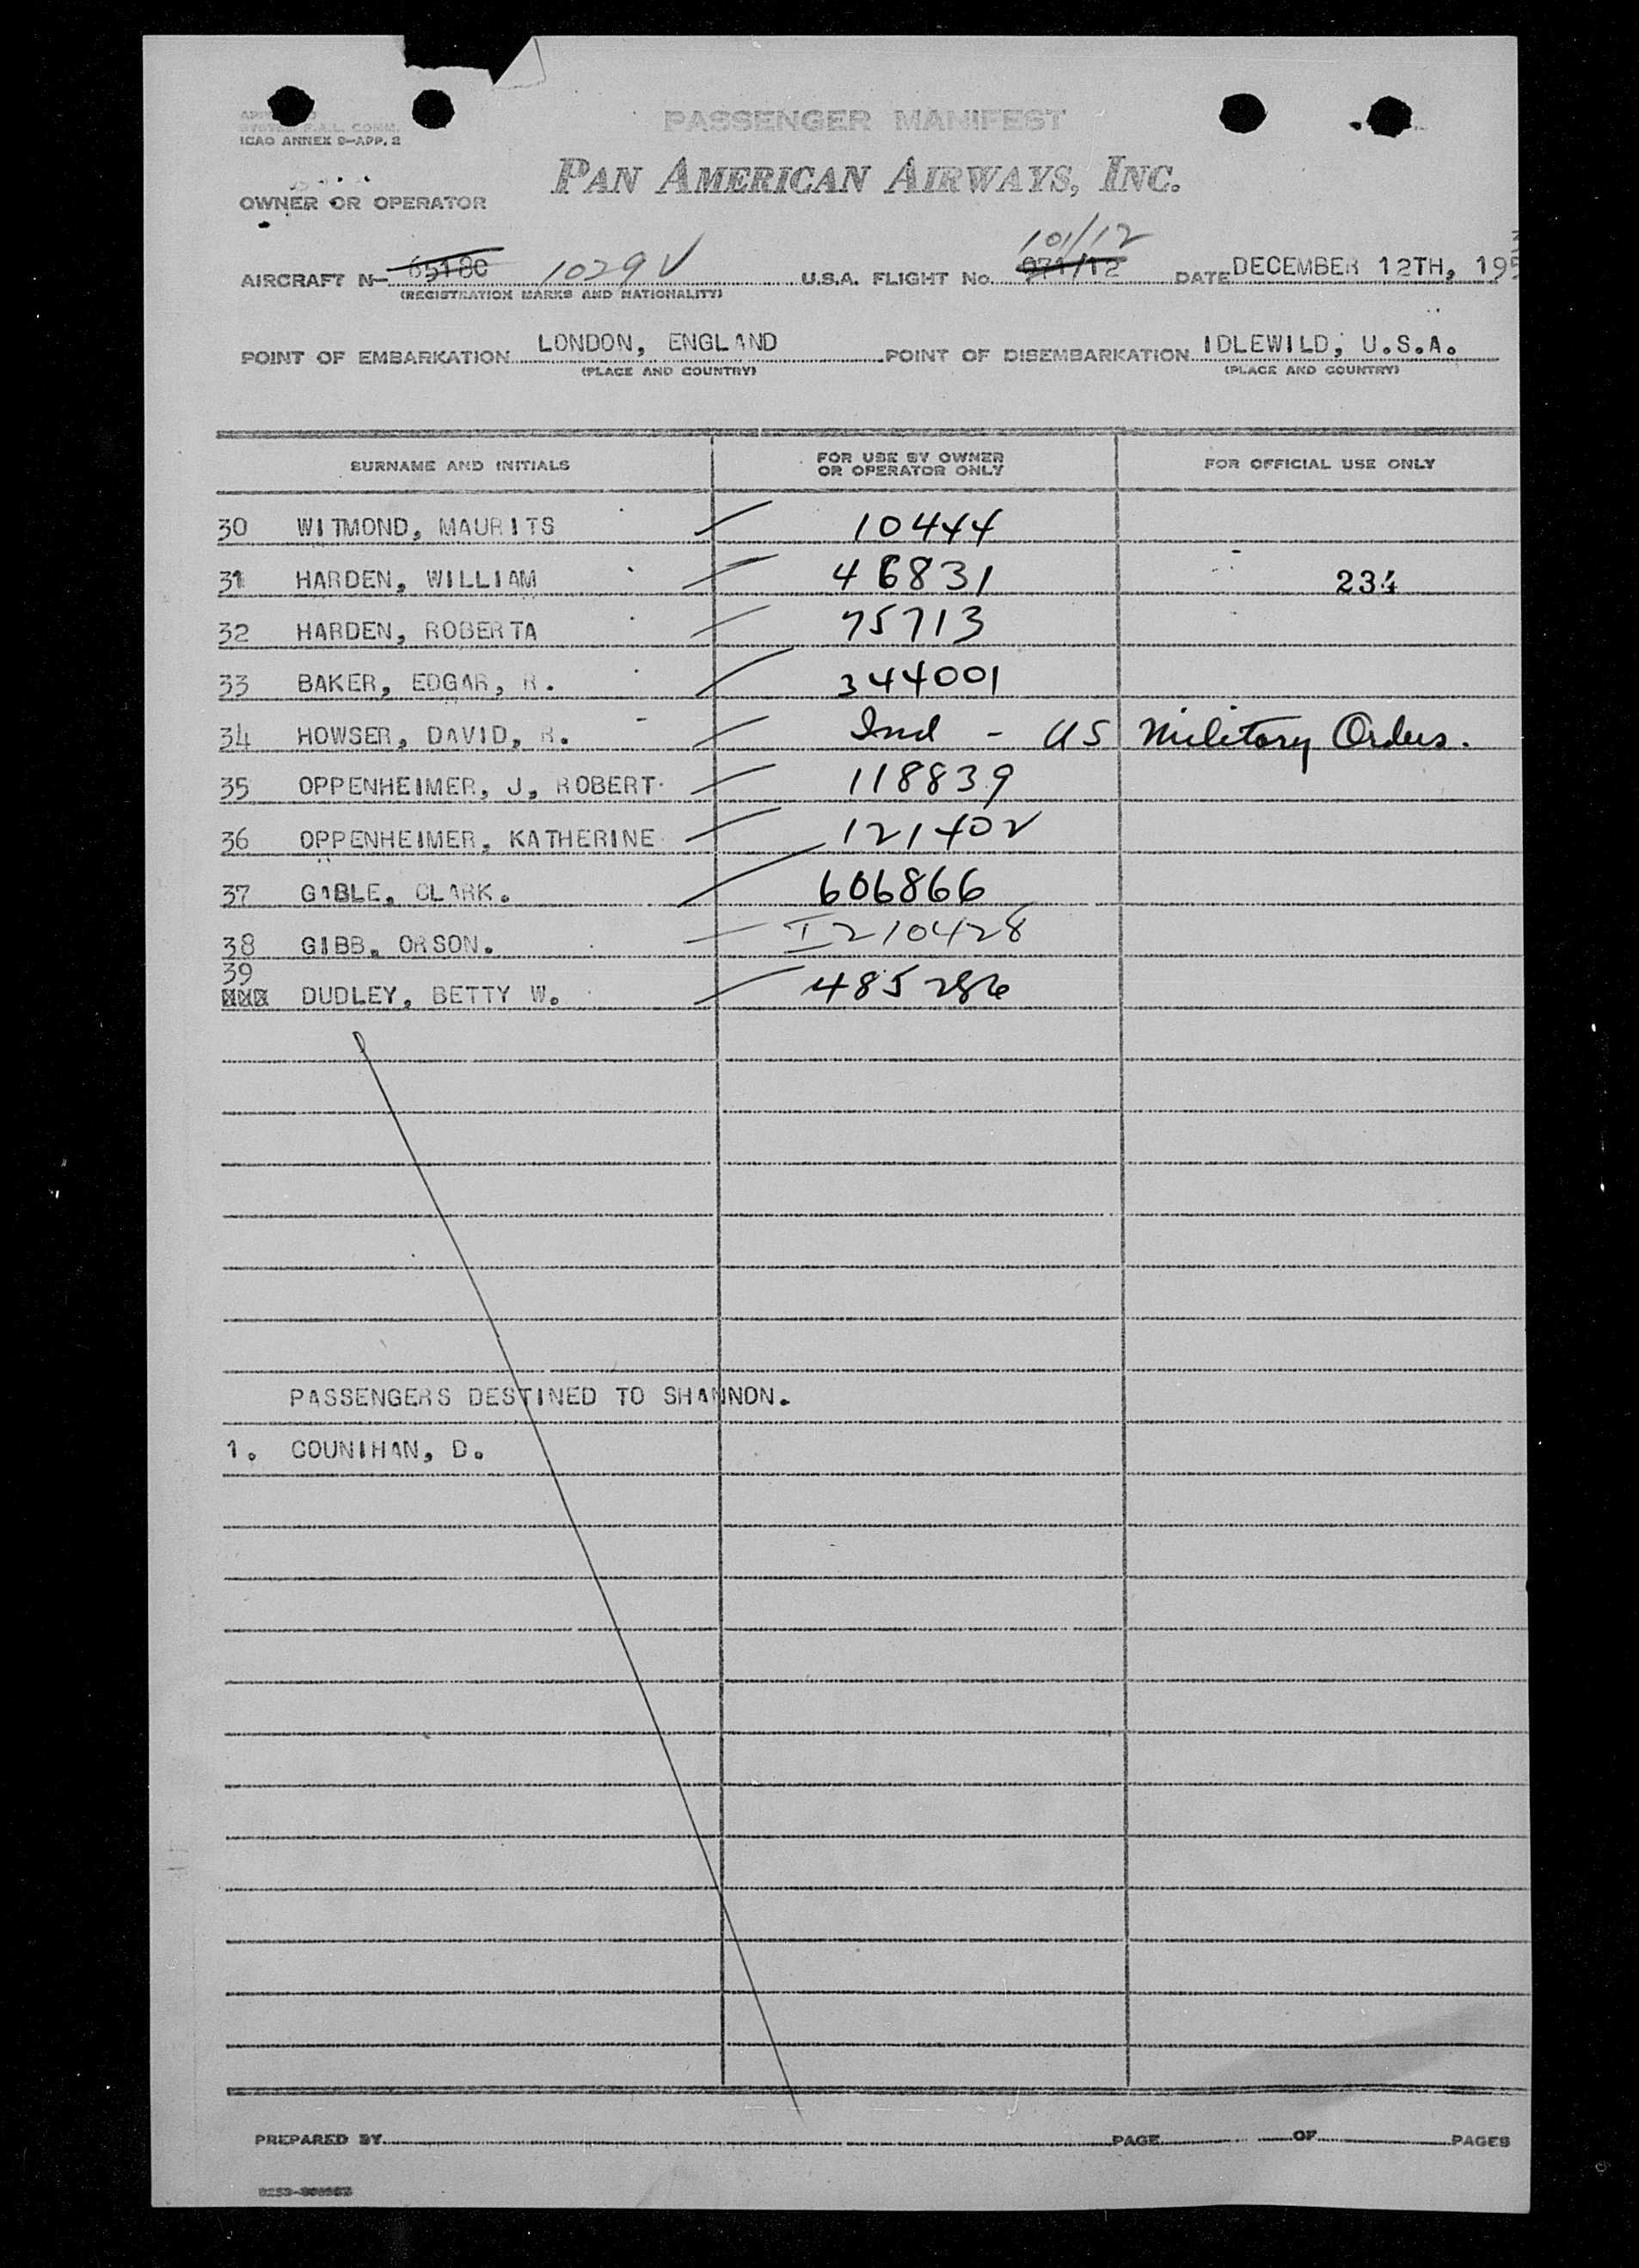 ICAO ANNEX 9-APP. 2
PASSENGER MANIFEST
PAN AMERICAN AIRWAYS, INC.
OWNER OR OPERATOR
101/12
AIRCRAFT N- 65180 1029V U.S.A. FLIGHT NO. 071/12 DATE DECEMBER 12TH, 195
(REGISTRATION MARKS AND NATIONALITY)
POINT OF EMBARKATION LONDON, ENGLAND POINT OF DISEMBARKATION IDLEWILD, U.S.A.
(PLACE AND COUNTRY) (PLACE AND COUNTRY)
SURNAME AND INITIALS FOR USE BY OWNER OR OPERATOR ONLY FOR OFFICIAL USE ONLY
30 WITMOND, MAURITS 10444
31 HARDEN, WILLIAM 46831 234
32 HARDEN, ROBERTA 75713
33 BAKER, EDGAR, R. 344001
34 HOWSER, DAVID, R. Ind - US Military Orders.
35 OPPENHEIMER, J, ROBERT 118839
36 OPPENHEIMER, KATHERINE 121402
37 GABLE, CLARK. 606866
38 GIBB, ORSON. I210428
39
XXX DUDLEY, BETTY W. 485286
PASSENGERS DESTINED TO SHANNON.
1. COUNIHAN, D.
PREPARED BY PAGE OF PAGES